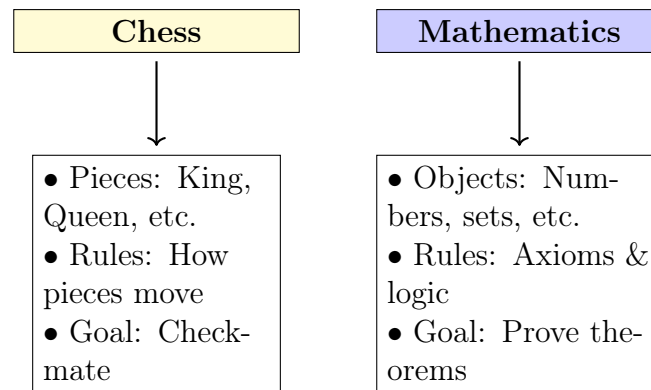 Chess
• Pieces: King,
Queen, etc.
• Rules: How
pieces move
• Goal: Check-
mate
Mathematics
• Objects: Num-
bers, sets, etc.
• Rules: Axioms &
logic
• Goal: Prove the-
orems